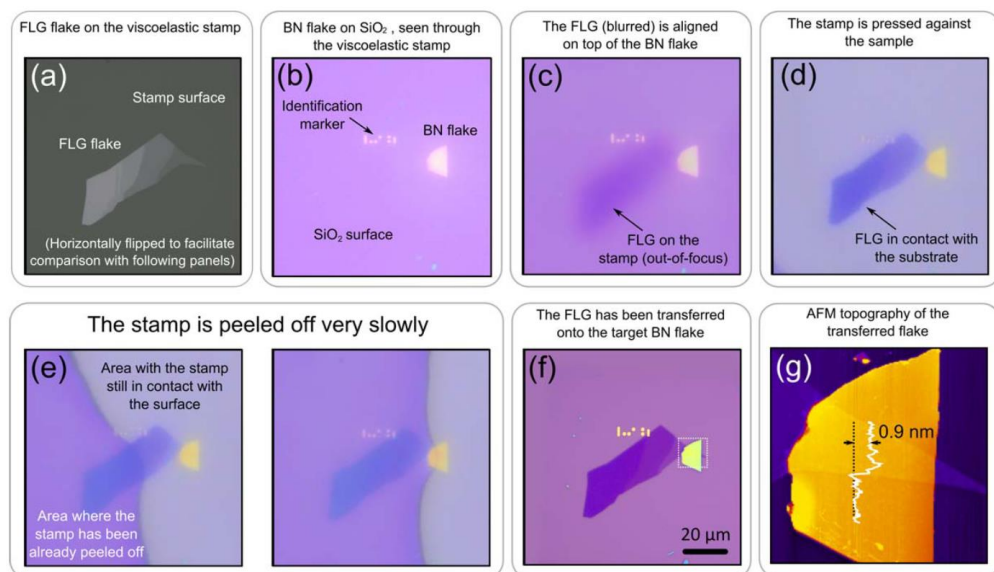 FLG flake on the viscoelastic stamp
(a)
Stamp surface
FLG flake
(Horizontally flipped to facilitate
comparison with following panels)
BN flake on SiO₂ , seen through
the viscoelastic stamp
(b)
Identification
marker
BN flake
SiO₂ surface
The FLG (blurred) is aligned
on top of the BN flake
(c)
FLG on the
stamp (out-of-focus)
The stamp is pressed against
the sample
(d)
FLG in contact with
the substrate
The stamp is peeled off very slowly
(e)
Area with the stamp
still in contact with
the surface
Area where the
stamp has been
already peeled off
The FLG has been transferred
onto the target BN flake
(f)
20 µm
AFM topography of the
transferred flake
(g)
0.9 nm